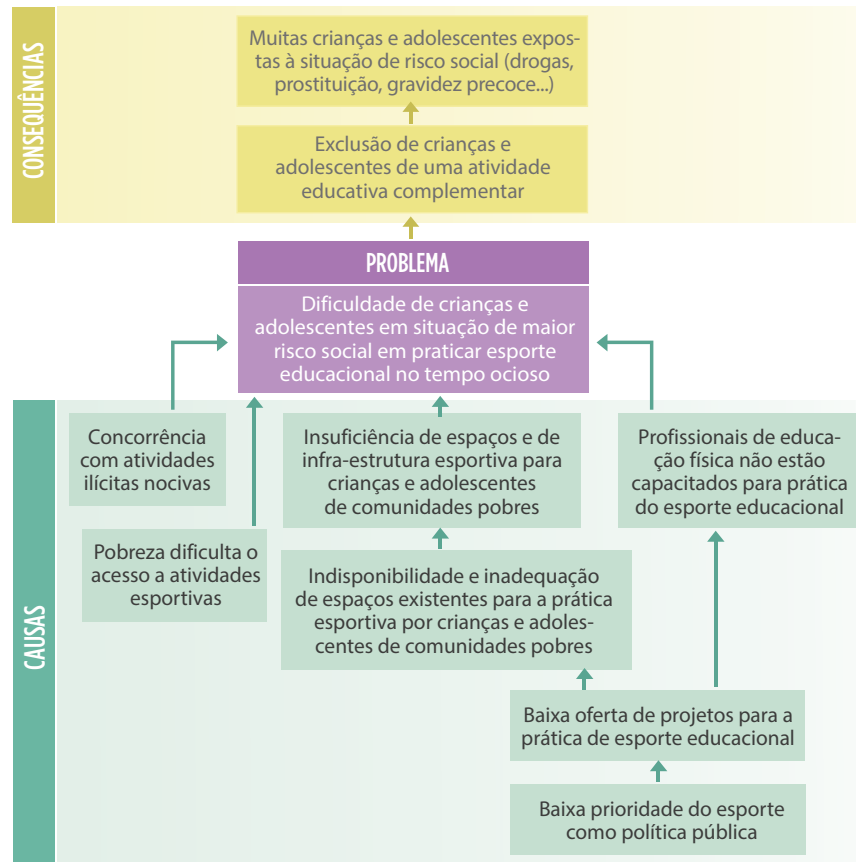 CONSEQUÊNCIAS
Muitas crianças e adolescentes expos-
tas à situação de risco social (drogas,
prostituição, gravidez precoce...)
Exclusão de crianças e
adolescentes de uma atividade
educativa complementar
PROBLEMA
Dificuldade de crianças e
adolescentes em situação de maior
risco social em praticar esporte
educacional no tempo ocioso
CAUSAS
Concorrência
com atividades
ilícitas nocivas
Pobreza dificulta o
acesso a atividades
esportivas
Insuficiência de espaços e de
infra-estrutura esportiva para
crianças e adolescentes
de comunidades pobres
Indisponibilidade e inadequação
de espaços existentes para a prática
esportiva por crianças e adoles-
centes de comunidades pobres
Profissionais de educa-
ção física não estão
capacitados para prática
do esporte educacional
Baixa oferta de projetos para a
prática de esporte educacional
Baixa prioridade do esporte
como política pública